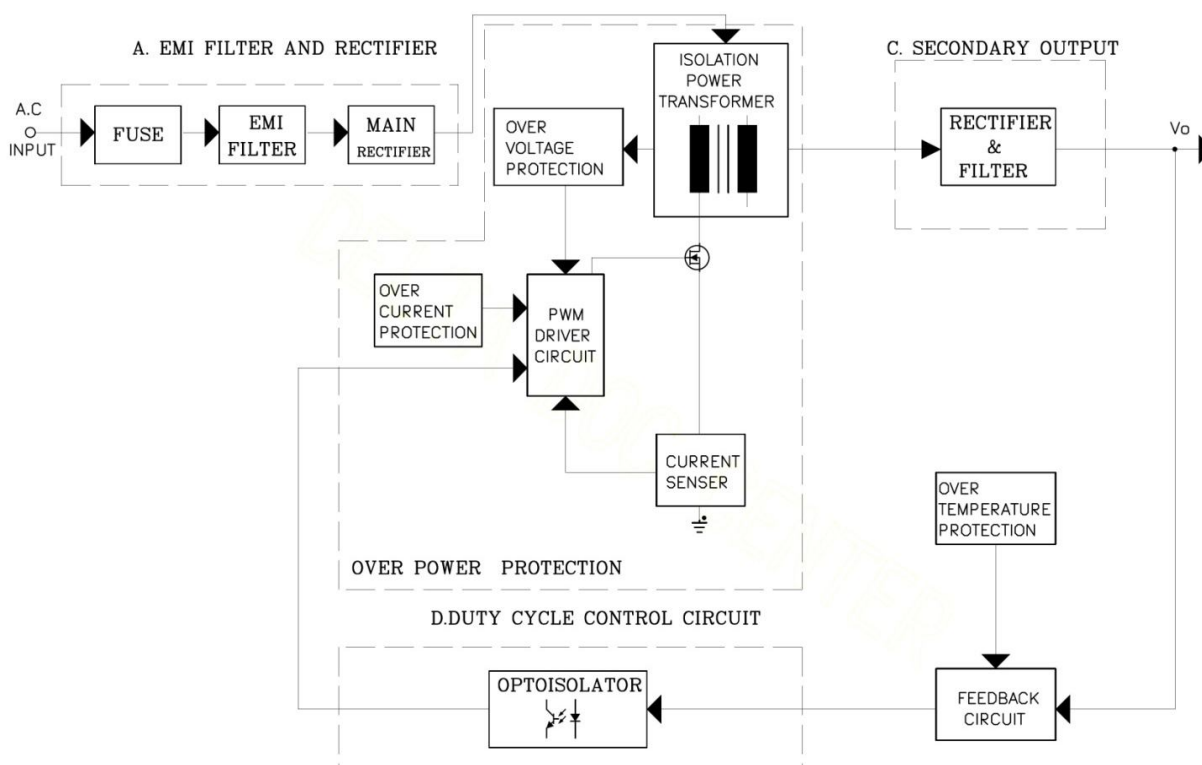 A. EMI FILTER AND RECTIFIER
A.C
INPUT
FUSE
EMI
FILTER
MAIN
RECTIFIER
OVER
VOLTAGE
PROTECTION
ISOLATION
POWER
TRANSFORMER
C. SECONDARY OUTPUT
RECTIFIER
&
FILTER
Vo
OVER
CURRENT
PROTECTION
PWM
DRIVER
CIRCUIT
CURRENT
SENSER
OVER POWER PROTECTION
OVER
TEMPERATURE
PROTECTION
D.DUTY CYCLE CONTROL CIRCUIT
OPTOISOLATOR
FEEDBACK
CIRCUIT